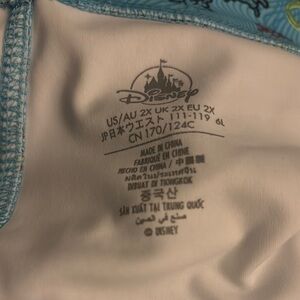 Disney
US/AU 2X UK 2X EU 2X
JP日本ウエスト 111-119 6L
CN 170/124C
MADE IN CHINA
FABRIQUÉ EN CHINE
HECHO EN CHINA / 中国制造
ผลิตในประเทศจีน
DIBUAT DI TIONGKOK
중국산
SẢN XUẤT TẠI TRUNG QUỐC
صنع في الصين
© DISNEY